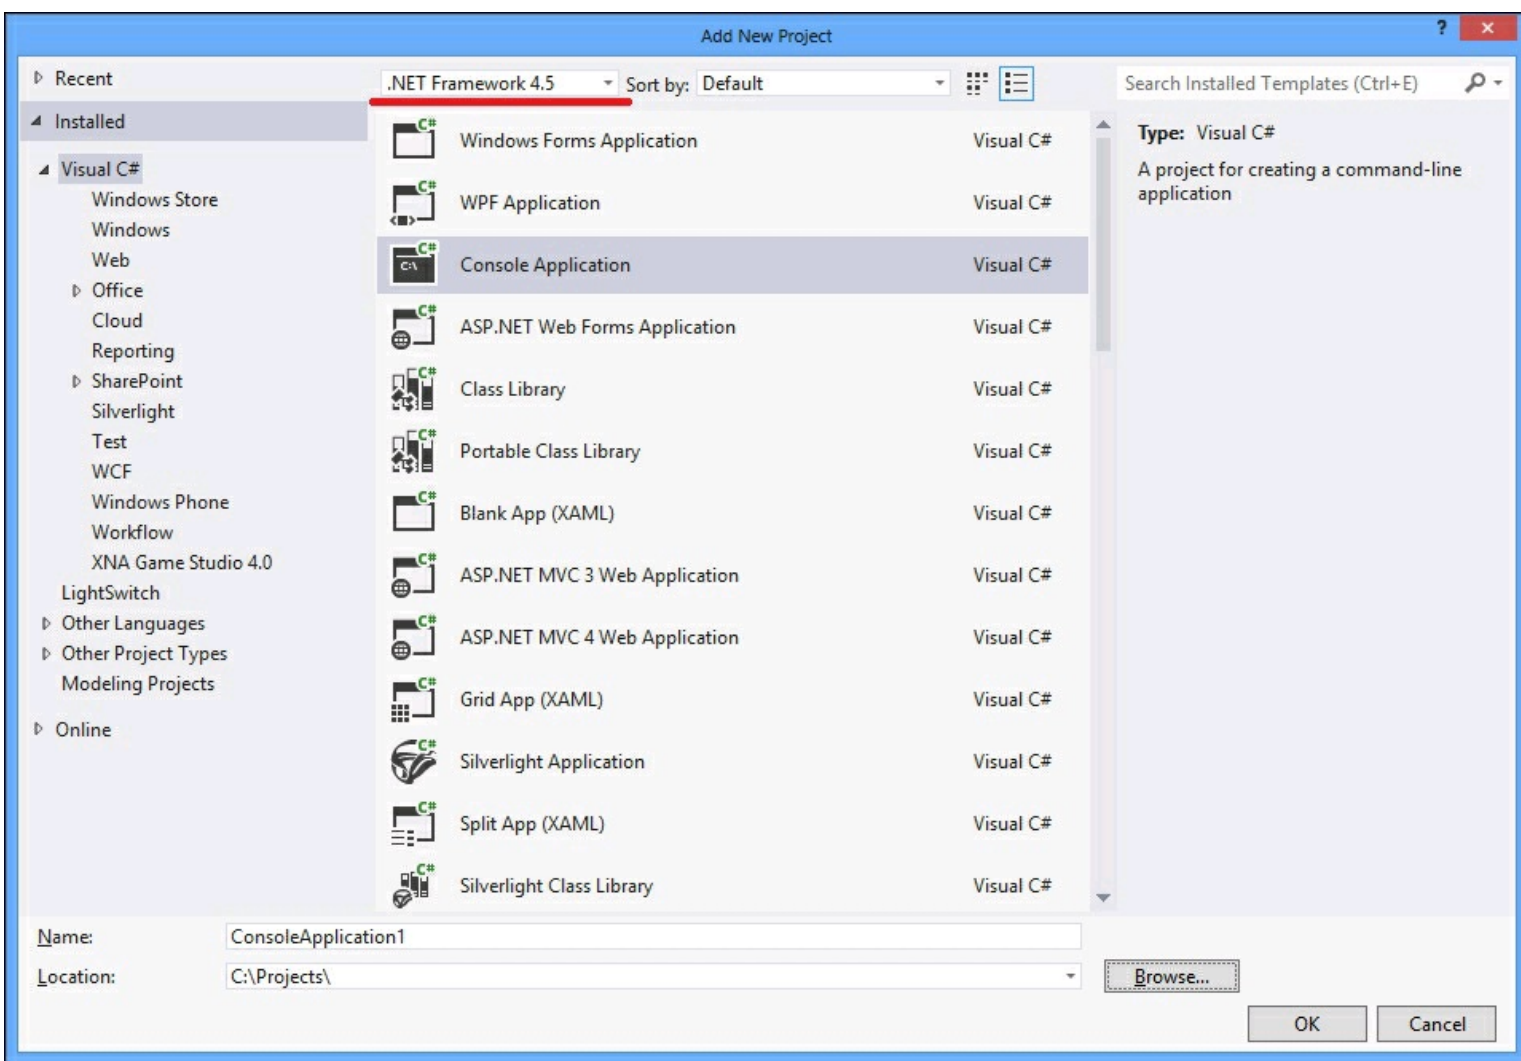 Add New Project
?
Recent
.NET Framework 4.5
Sort by: Default
Search Installed Templates (Ctrl+E)
Installed
Visual C#
Windows Store
Windows
Web
Office
Cloud
Reporting
SharePoint
Silverlight
Test
WCF
Windows Phone
Workflow
XNA Game Studio 4.0
LightSwitch
Other Languages
Other Project Types
Modeling Projects
Online
C# Windows Forms Application Visual C#
C# WPF Application Visual C#
C# C:\ Console Application Visual C#
C# ASP.NET Web Forms Application Visual C#
C# Class Library Visual C#
C# Portable Class Library Visual C#
C# Blank App (XAML) Visual C#
C# ASP.NET MVC 3 Web Application Visual C#
C# ASP.NET MVC 4 Web Application Visual C#
C# Grid App (XAML) Visual C#
C# Silverlight Application Visual C#
C# Split App (XAML) Visual C#
C# Silverlight Class Library Visual C#
Type: Visual C#
A project for creating a command-line
application
Name: ConsoleApplication1
Location: C:\Projects\
Browse...
OK
Cancel